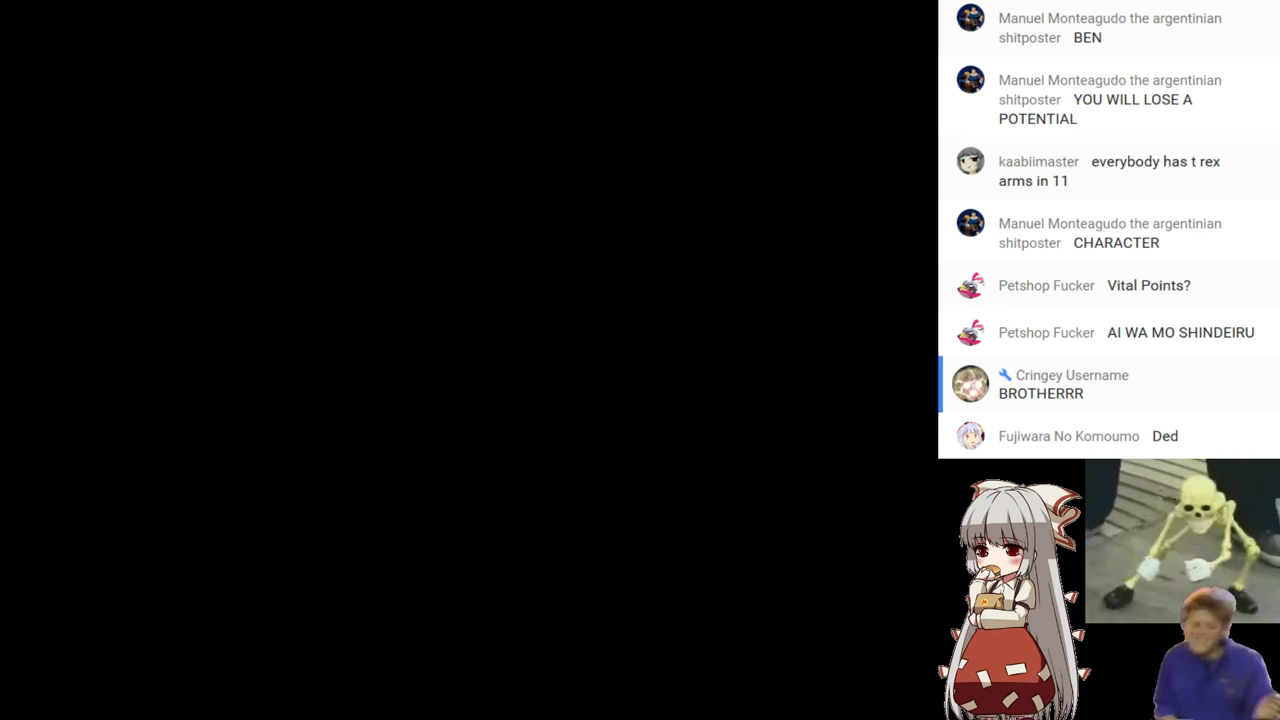 Manuel Monteagudo the argentinian
shitposter BEN
Manuel Monteagudo the argentinian
shitposter YOU WILL LOSE A
POTENTIAL
kaabiimaster everybody has t rex
arms in 11
Manuel Monteagudo the argentinian
shitposter CHARACTER
Petshop Fucker Vital Points?
Petshop Fucker AI WA MO SHINDEIRU
Cringey Username
BROTHERRR
Fujiwara No Komoumo Ded